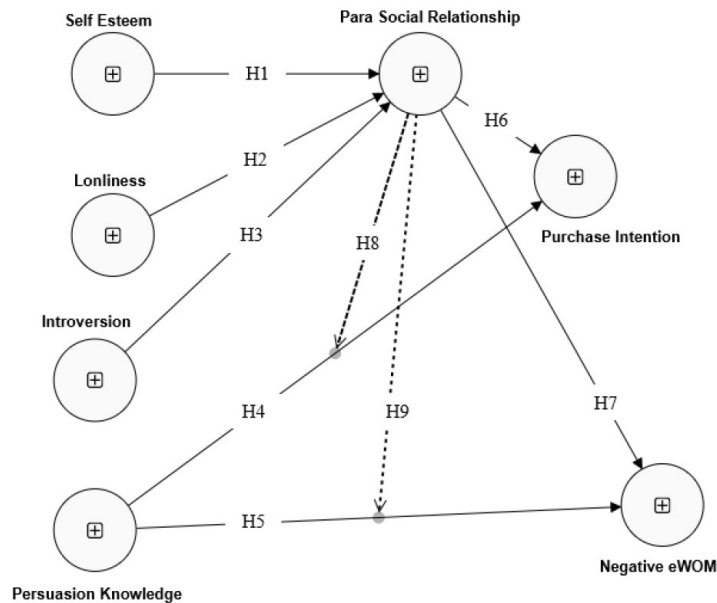 Self Esteem
Para Social Relationship
H1
H6
H2
Lonliness
H3
H8
Purchase Intention
Introversion
H4
H9
H7
H5
Persuasion Knowledge
Negative eWOM